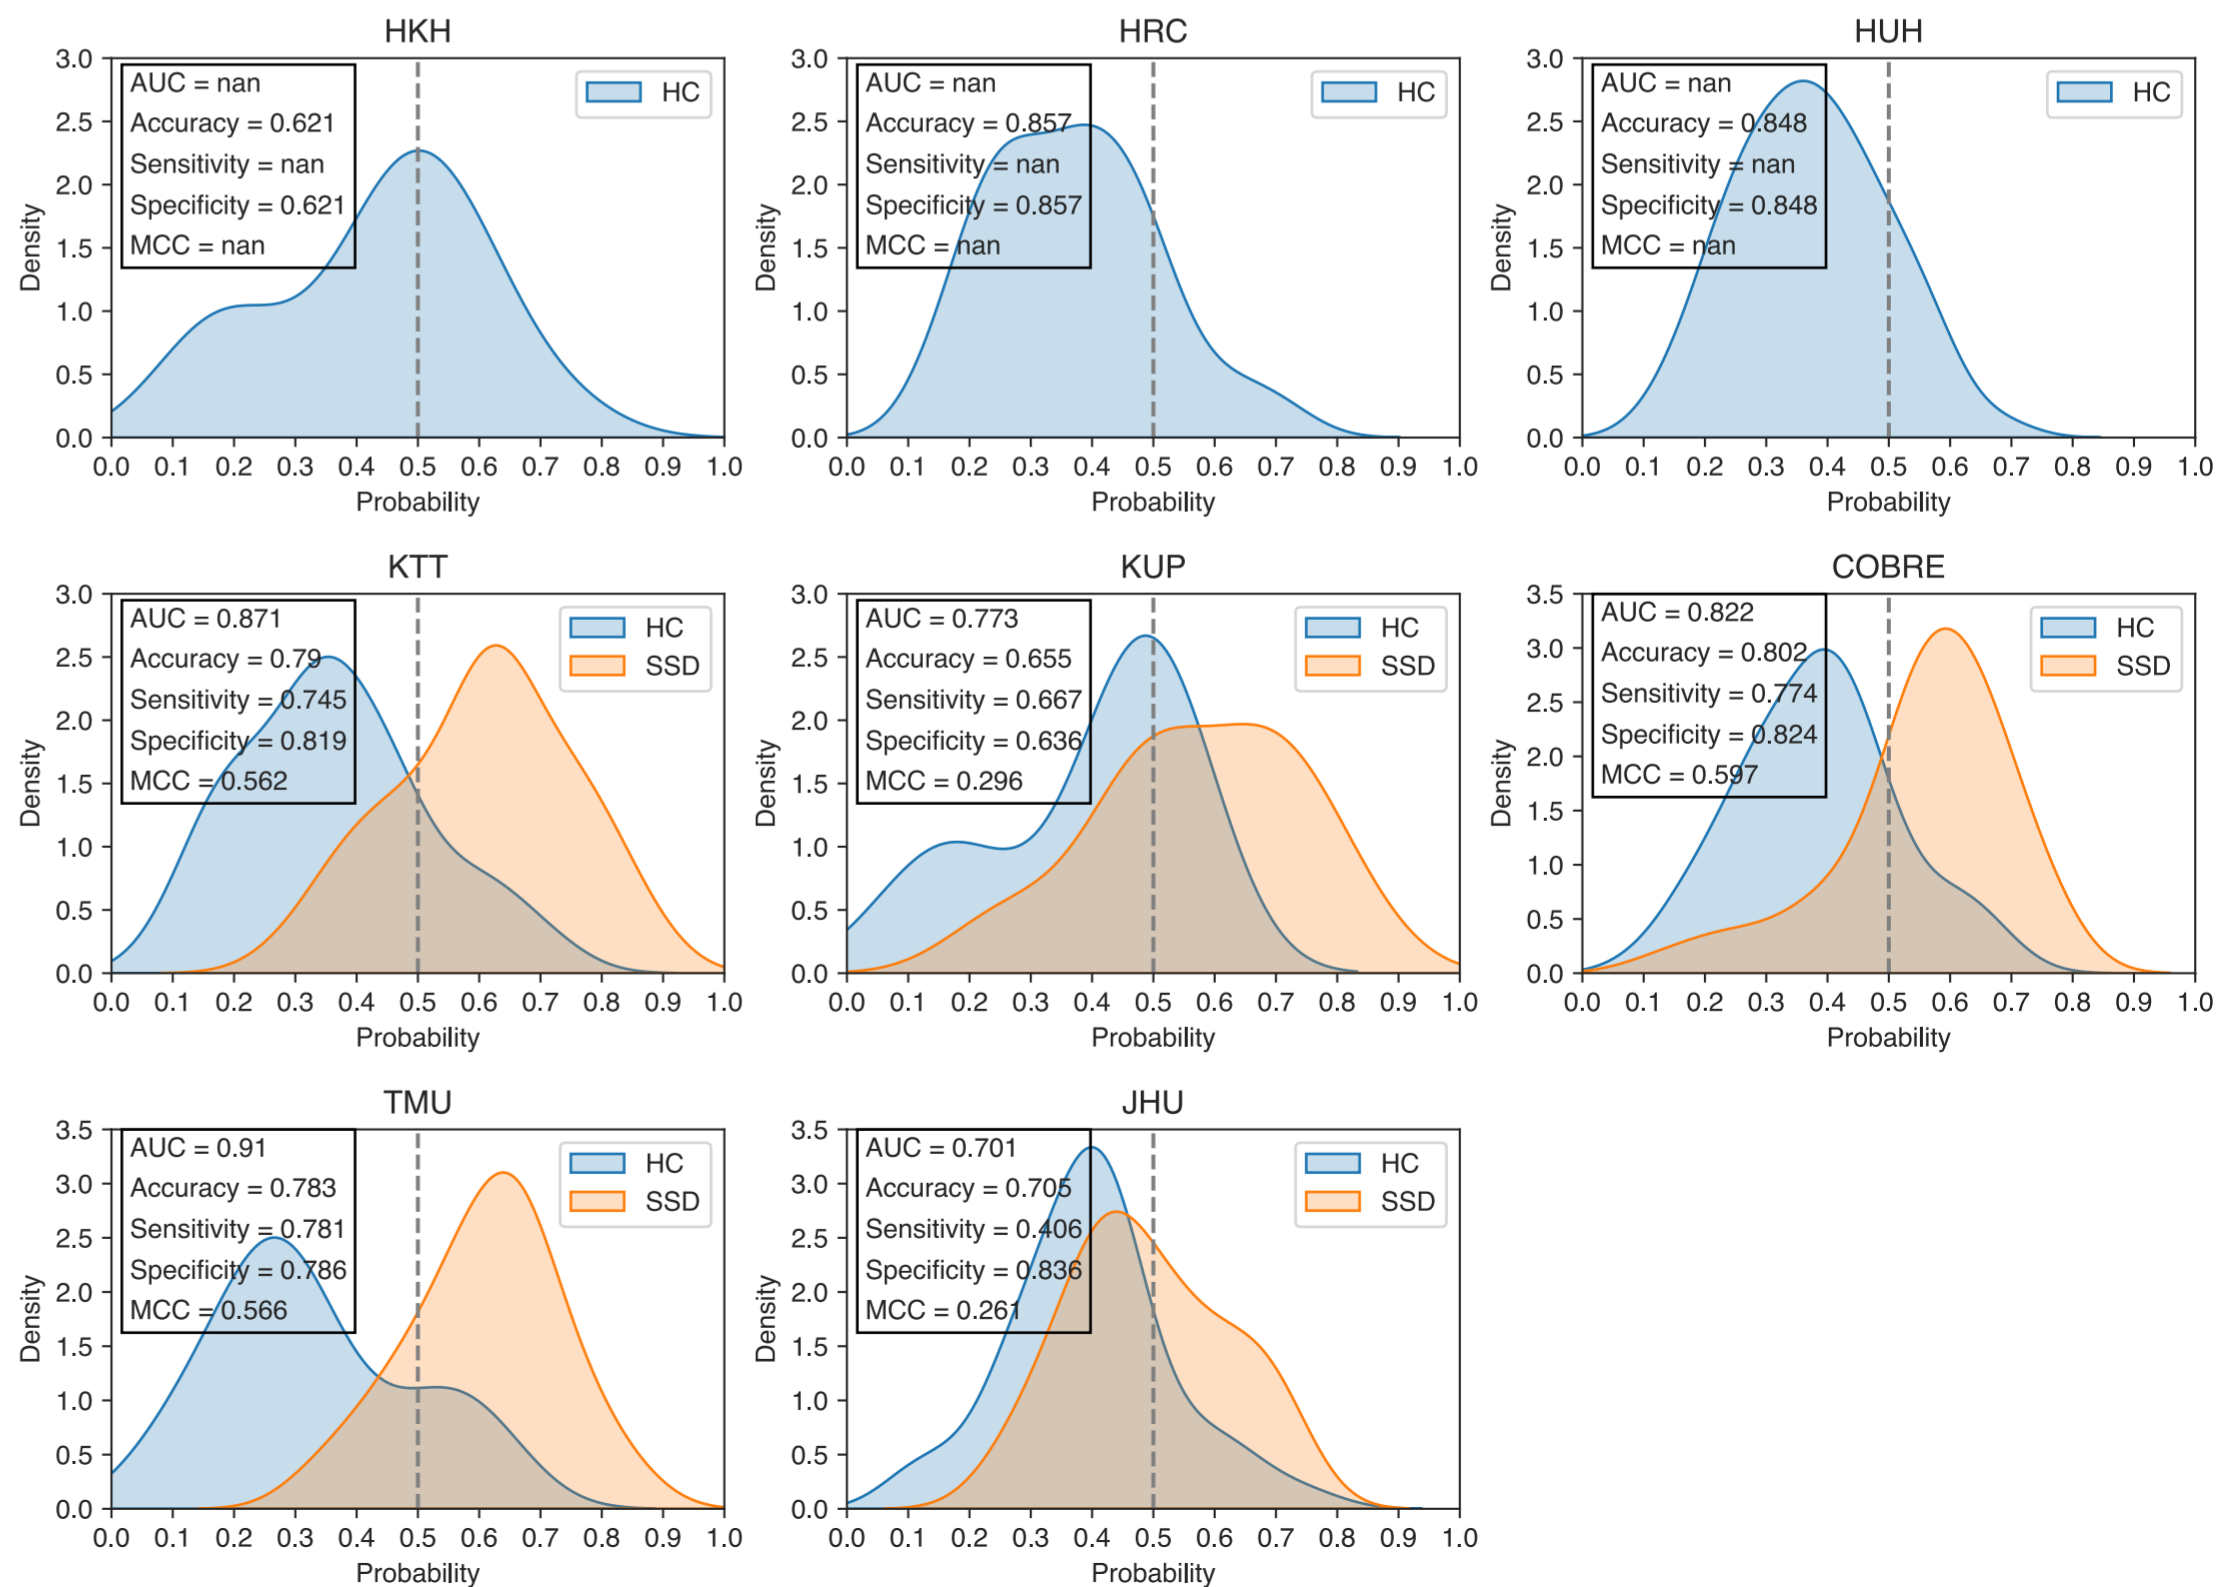 HKH
AUC = nan
Accuracy = 0.621
Sensitivity = nan
Specificity = 0.621
MCC = nan
HC
Density
3.0
2.5
2.0
1.5
1.0
0.5
0.0
0.0 0.1 0.2 0.3 0.4 0.5 0.6 0.7 0.8 0.9 1.0
Probability
HRC
AUC = nan
Accuracy = 0.857
Sensitivity = nan
Specificity = 0.857
MCC = nan
HC
Density
3.0
2.5
2.0
1.5
1.0
0.5
0.0
0.0 0.1 0.2 0.3 0.4 0.5 0.6 0.7 0.8 0.9 1.0
Probability
HUH
AUC = nan
Accuracy = 0.848
Sensitivity = nan
Specificity = 0.848
MCC = nan
HC
Density
3.0
2.5
2.0
1.5
1.0
0.5
0.0
0.0 0.1 0.2 0.3 0.4 0.5 0.6 0.7 0.8 0.9 1.0
Probability
KTT
AUC = 0.871
Accuracy = 0.79
Sensitivity = 0.745
Specificity = 0.819
MCC = 0.562
HC
SSD
Density
3.0
2.5
2.0
1.5
1.0
0.5
0.0
0.0 0.1 0.2 0.3 0.4 0.5 0.6 0.7 0.8 0.9 1.0
Probability
KUP
AUC = 0.773
Accuracy = 0.655
Sensitivity = 0.667
Specificity = 0.636
MCC = 0.296
HC
SSD
Density
3.0
2.5
2.0
1.5
1.0
0.5
0.0
0.0 0.1 0.2 0.3 0.4 0.5 0.6 0.7 0.8 0.9 1.0
Probability
COBRE
AUC = 0.822
Accuracy = 0.802
Sensitivity = 0.774
Specificity = 0.824
MCC = 0.597
HC
SSD
Density
3.5
3.0
2.5
2.0
1.5
1.0
0.5
0.0
0.0 0.1 0.2 0.3 0.4 0.5 0.6 0.7 0.8 0.9 1.0
Probability
TMU
AUC = 0.91
Accuracy = 0.783
Sensitivity = 0.781
Specificity = 0.786
MCC = 0.566
HC
SSD
Density
3.5
3.0
2.5
2.0
1.5
1.0
0.5
0.0
0.0 0.1 0.2 0.3 0.4 0.5 0.6 0.7 0.8 0.9 1.0
Probability
JHU
AUC = 0.701
Accuracy = 0.705
Sensitivity = 0.406
Specificity = 0.836
MCC = 0.261
HC
SSD
Density
3.5
3.0
2.5
2.0
1.5
1.0
0.5
0.0
0.0 0.1 0.2 0.3 0.4 0.5 0.6 0.7 0.8 0.9 1.0
Probability